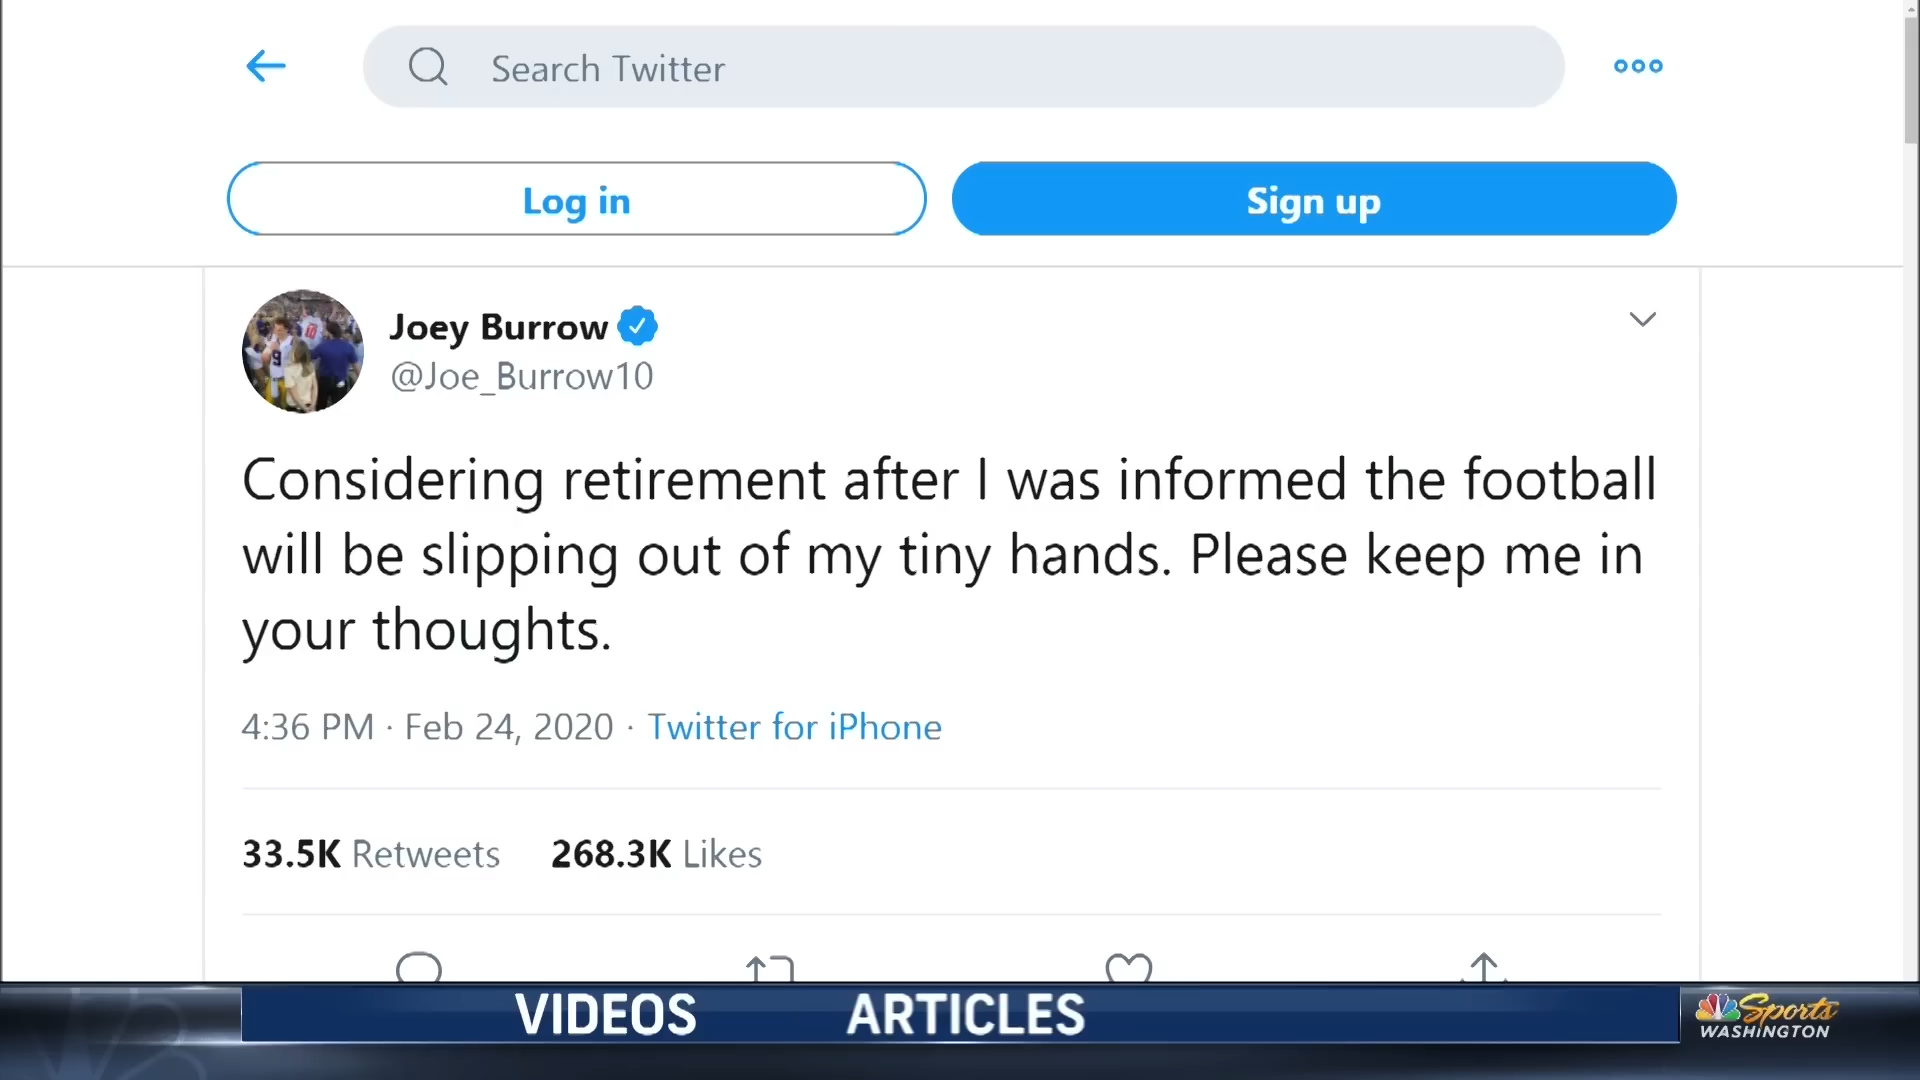 Search Twitter
Log in
Sign up
Joey Burrow
@Joe_Burrow10
Considering retirement after I was informed the football
will be slipping out of my tiny hands. Please keep me in
your thoughts.
4:36 PM · Feb 24, 2020 · Twitter for iPhone
33.5K Retweets 268.3K Likes
VIDEOS ARTICLES
Sports
WASHINGTON